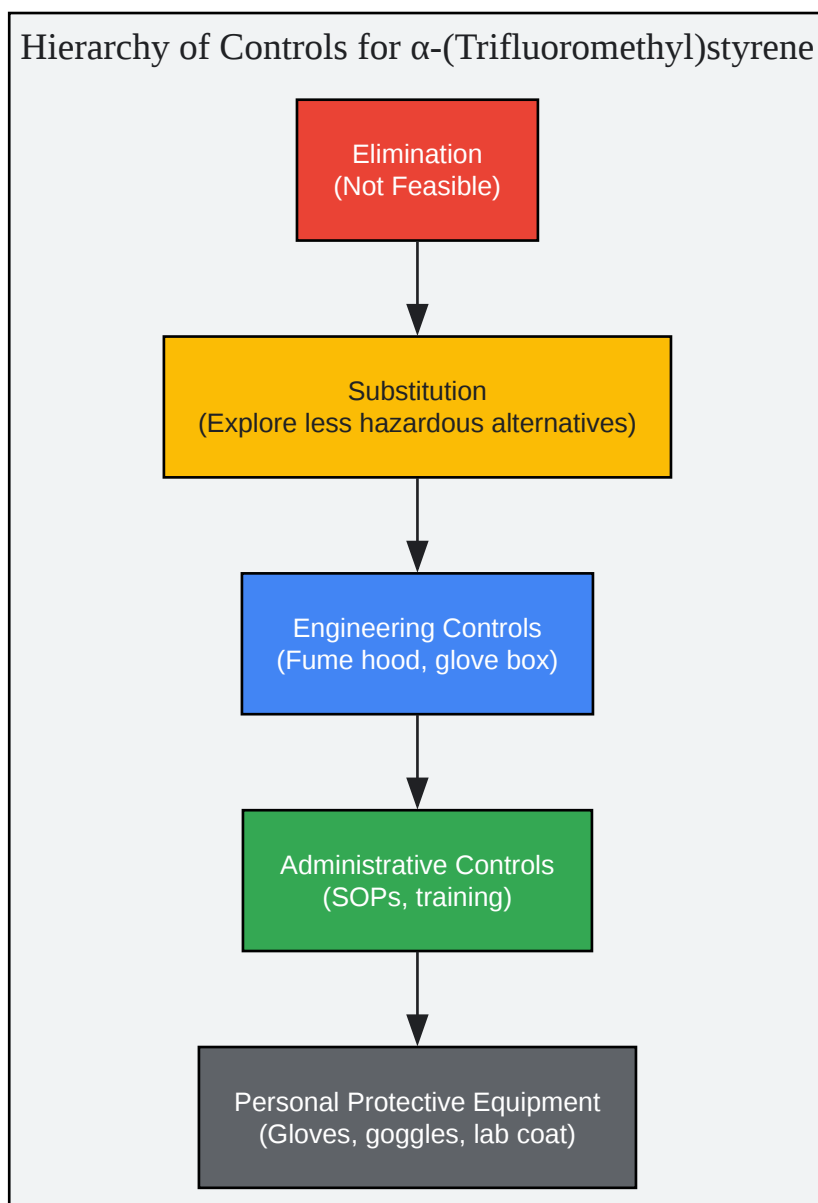 Hierarchy of Controls for α-(Trifluoromethyl)styrene
Elimination
(Not Feasible)
Substitution
(Explore less hazardous alternatives)
Engineering Controls
(Fume hood, glove box)
Administrative Controls
(SOPs, training)
Personal Protective Equipment
(Gloves, goggles, lab coat)